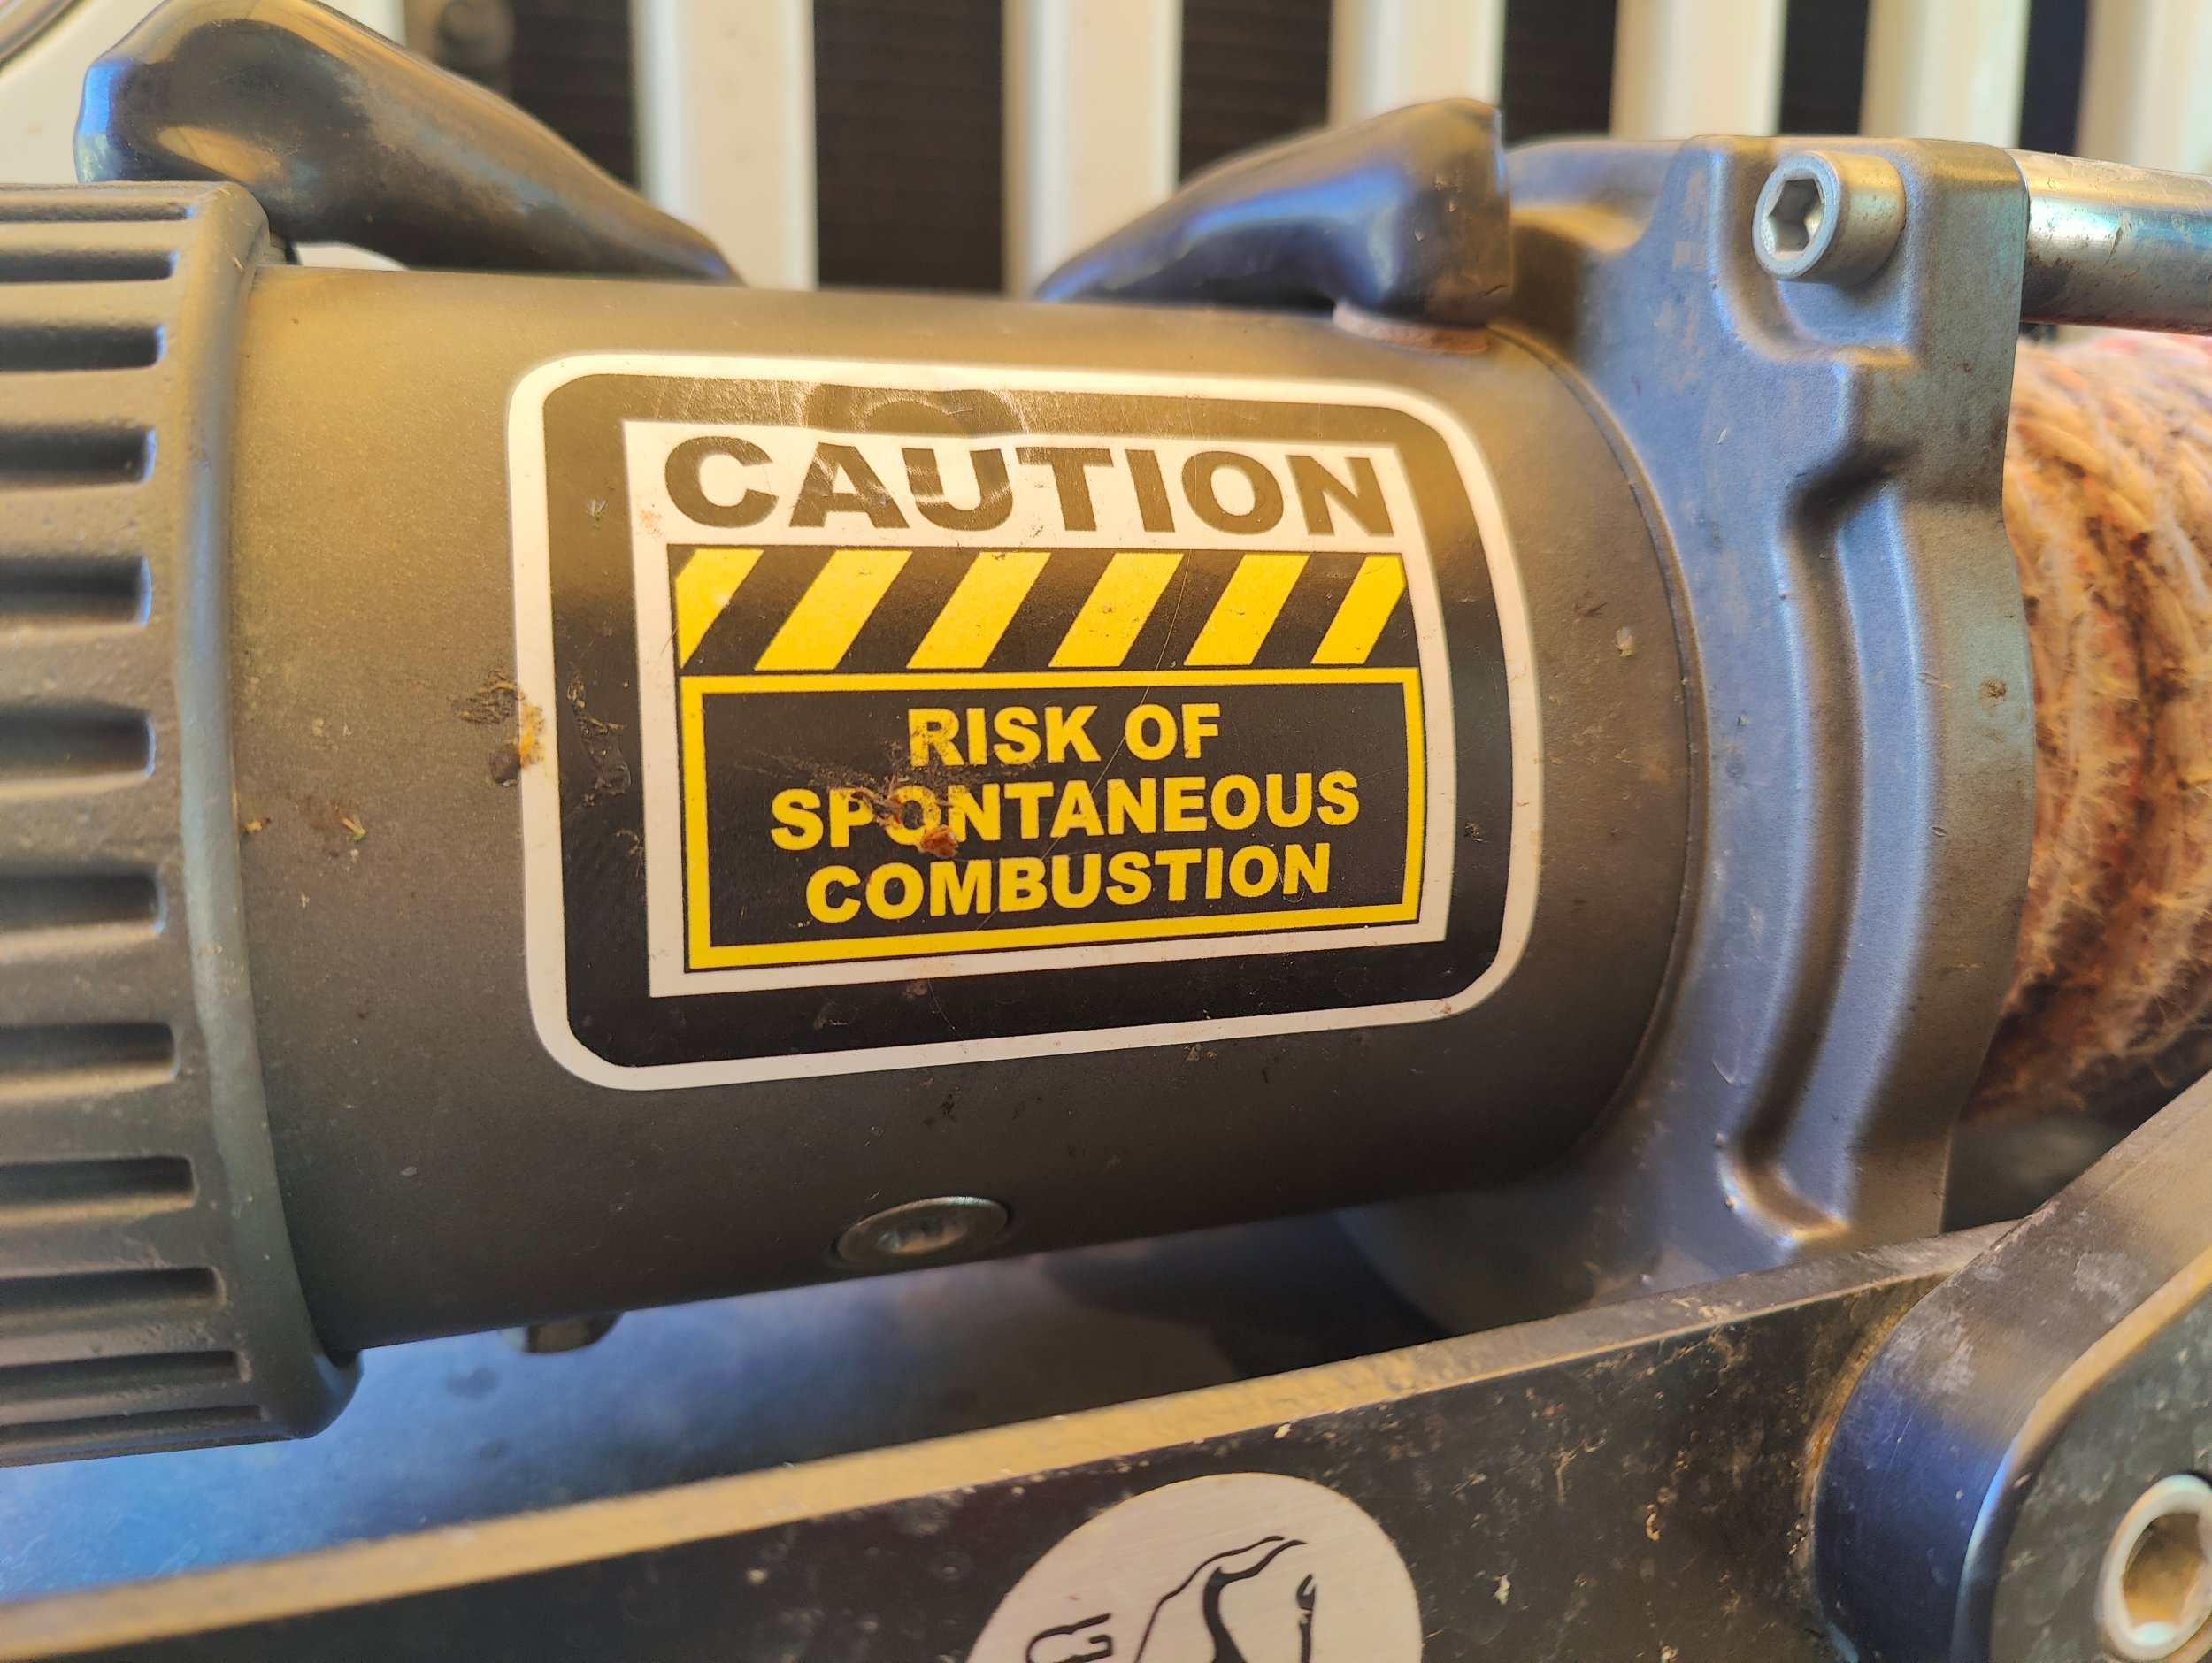 CAUTION
RISK OF
SPONTANEOUS
COMBUSTION